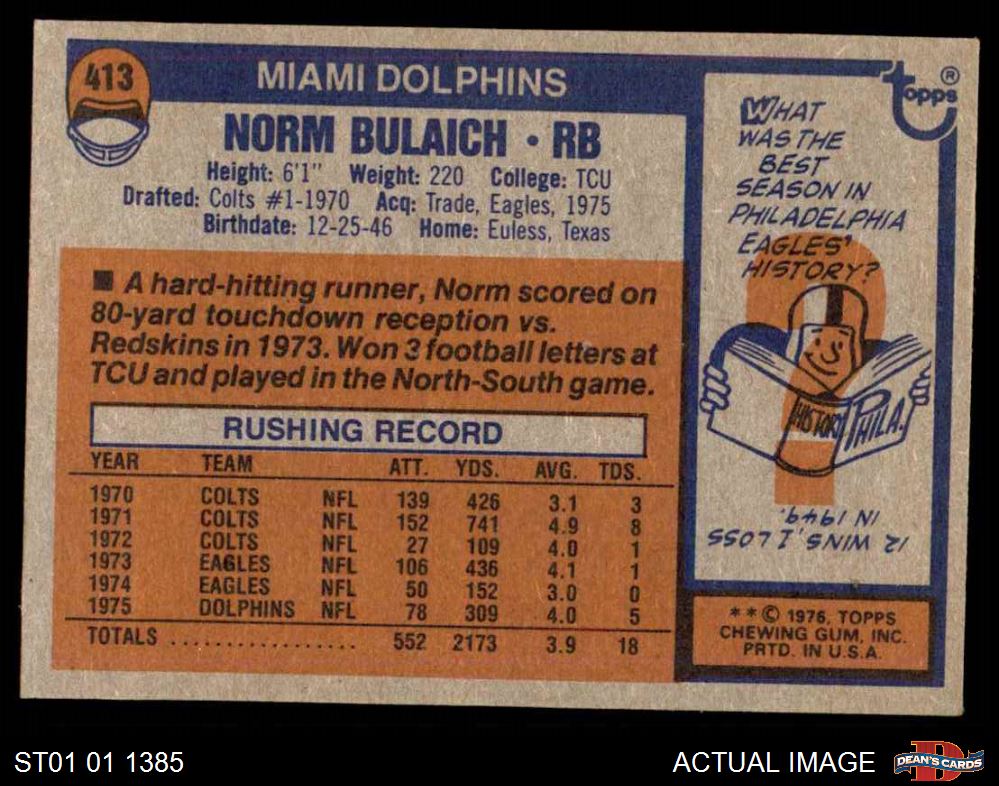 413
MIAMI DOLPHINS
NORM BULAICH • RB
Height: 6'1" Weight: 220 College: TCU
Drafted: Colts #1-1970 Acq: Trade, Eagles, 1975
Birthdate: 12-25-46 Home: Euless, Texas
■ A hard-hitting runner, Norm scored on
80-yard touchdown reception vs.
Redskins in 1973. Won 3 football letters at
TCU and played in the North-South game.
RUSHING RECORD
YEAR TEAM ATT. YDS. AVG. TDS.
1970 COLTS NFL 139 426 3.1 3
1971 COLTS NFL 152 741 4.9 8
1972 COLTS NFL 27 109 4.0 1
1973 EAGLES NFL 106 436 4.1 1
1974 EAGLES NFL 50 152 3.0 0
1975 DOLPHINS NFL 78 309 4.0 5
TOTALS ................. 552 2173 3.9 18
topps ®
WHAT
WAS THE
BEST
SEASON IN
PHILADELPHIA
EAGLES'
HISTORY?
HISTORY PHILA.
12 WINS, 1 LOSS
IN 1949.
**© 1976, TOPPS
CHEWING GUM, INC.
PRTD. IN U.S.A.
ST01 01 1385
ACTUAL IMAGE
DEAN'S CARDS